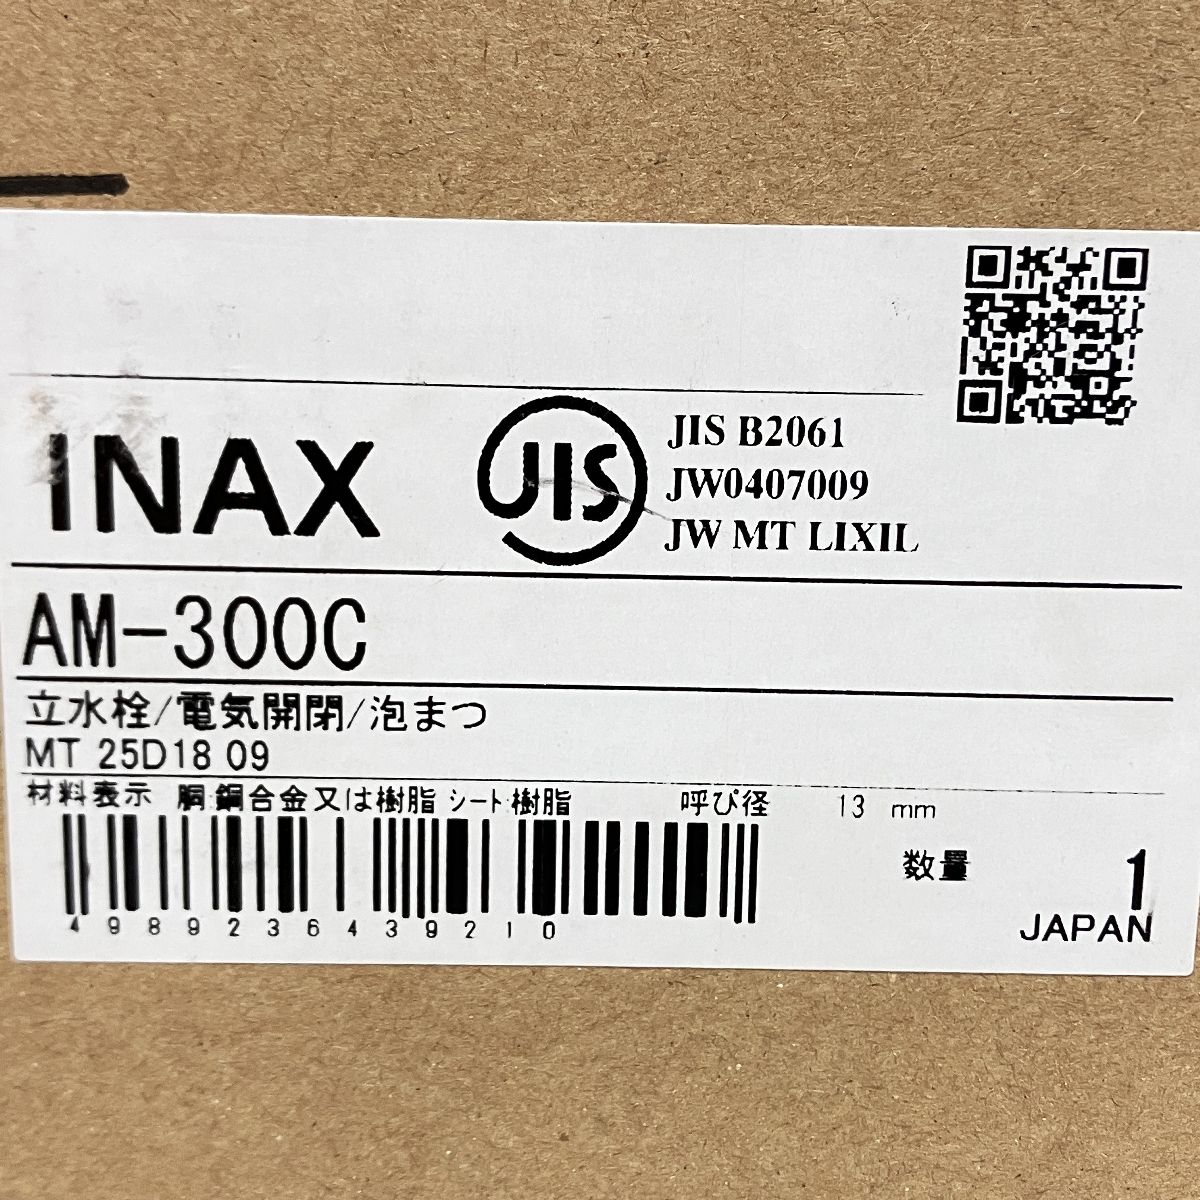 INAX
JIS
JIS B2061
JW0407009
JW MT LIXIL
AM-300C
立水栓/電気開閉/泡まつ
MT 25D18 09
材料表示 胴:銅合金又は樹脂 シート:樹脂 呼び径 13 mm
数量 1
4989236439210
JAPAN